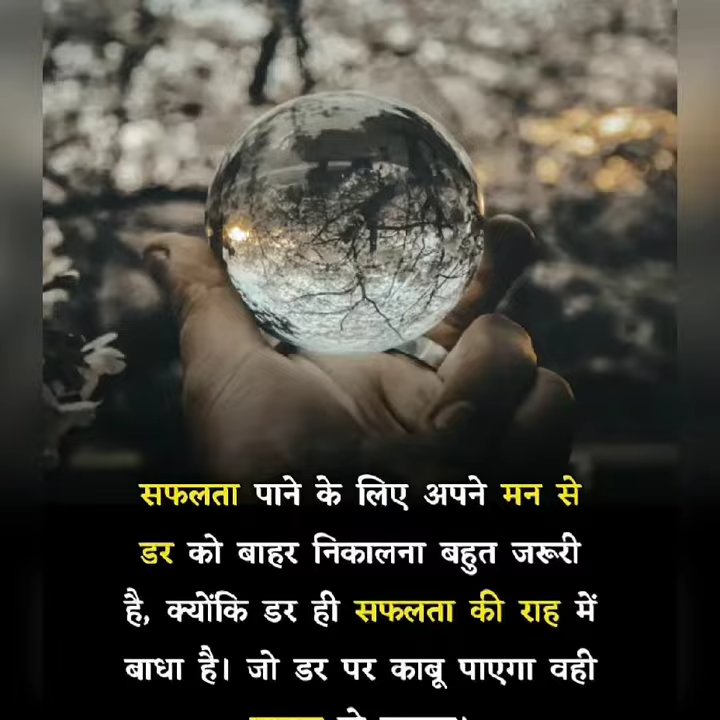 सफलता पाने के लिए अपने मन से
डर को बाहर निकालना बहुत जरूरी
है, क्योंकि डर ही सफलता की राह में
बाधा है। जो डर पर काबू पाएगा वही